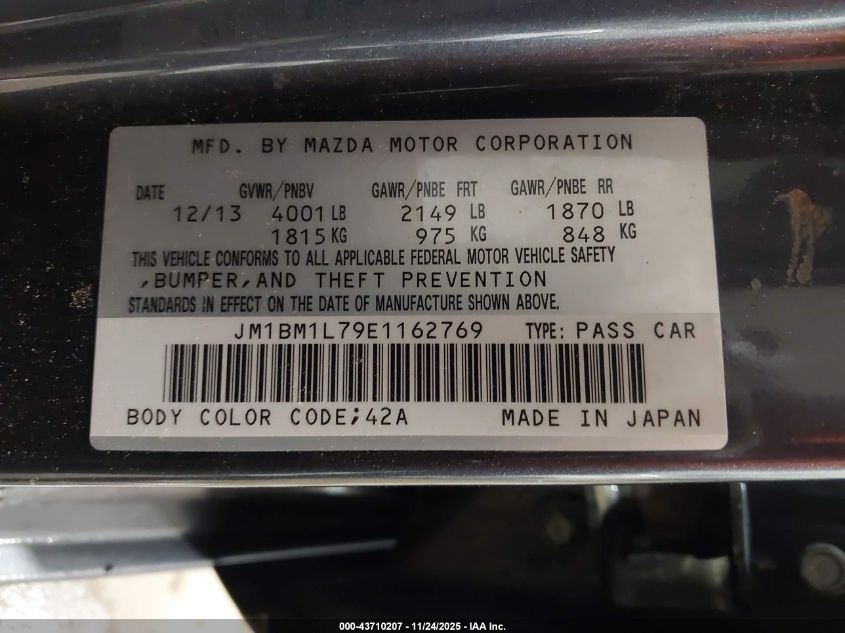 MFD. BY MAZDA MOTOR CORPORATION
DATE GVWR/PNBV GAWR/PNBE FRT GAWR/PNBE RR
12/13 4001 LB 2149 LB 1870 LB
1815 KG 975 KG 848 KG
THIS VEHICLE CONFORMS TO ALL APPLICABLE FEDERAL MOTOR VEHICLE SAFETY
,BUMPER,AND THEFT PREVENTION
STANDARDS IN EFFECT ON THE DATE OF MANUFACTURE SHOWN ABOVE.
JM1BM1L79E1162769 TYPE: PASS CAR
BODY COLOR CODE;42A MADE IN JAPAN
000-43710207 - 11/24/2025 - IAA Inc.